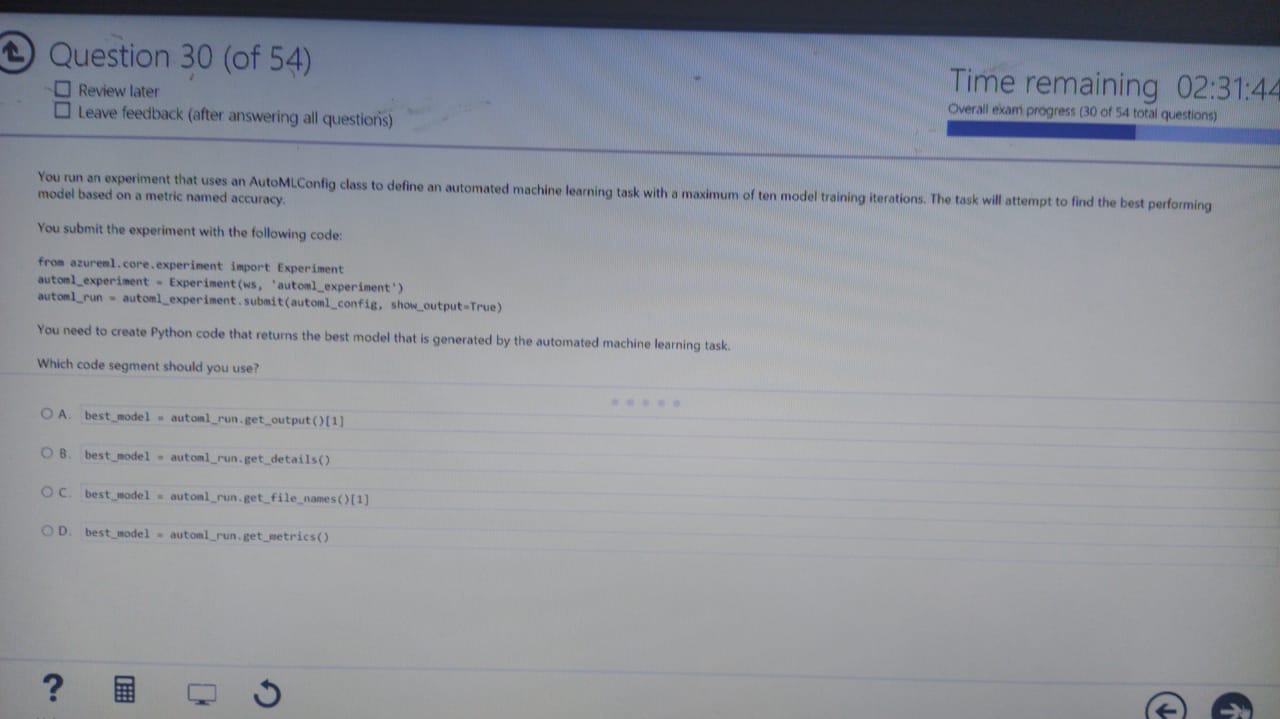 Question 30 (of 54)
Review later
Leave feedback (after answering all questions)
Time remaining 02:31:44
Overall exam progress (30 of 54 total questions)
You run an experiment that uses an AutoMLConfig class to define an automated machine learning task with a maximum of ten model training iterations. The task will attempt to find the best performing
model based on a metric named accuracy.
You submit the experiment with the following code:
from azureml.core.experiment import Experiment
automl_experiment = Experiment(ws, 'automl_experiment')
automl_run = automl_experiment.submit(automl_config, show_output=True)
You need to create Python code that returns the best model that is generated by the automated machine learning task.
Which code segment should you use?
A. best_model = automl_run.get_output()[1]
B. best_model = automl_run.get_details()
C. best_model = automl_run.get_file_names()[1]
D. best_model = automl_run.get_metrics()
?